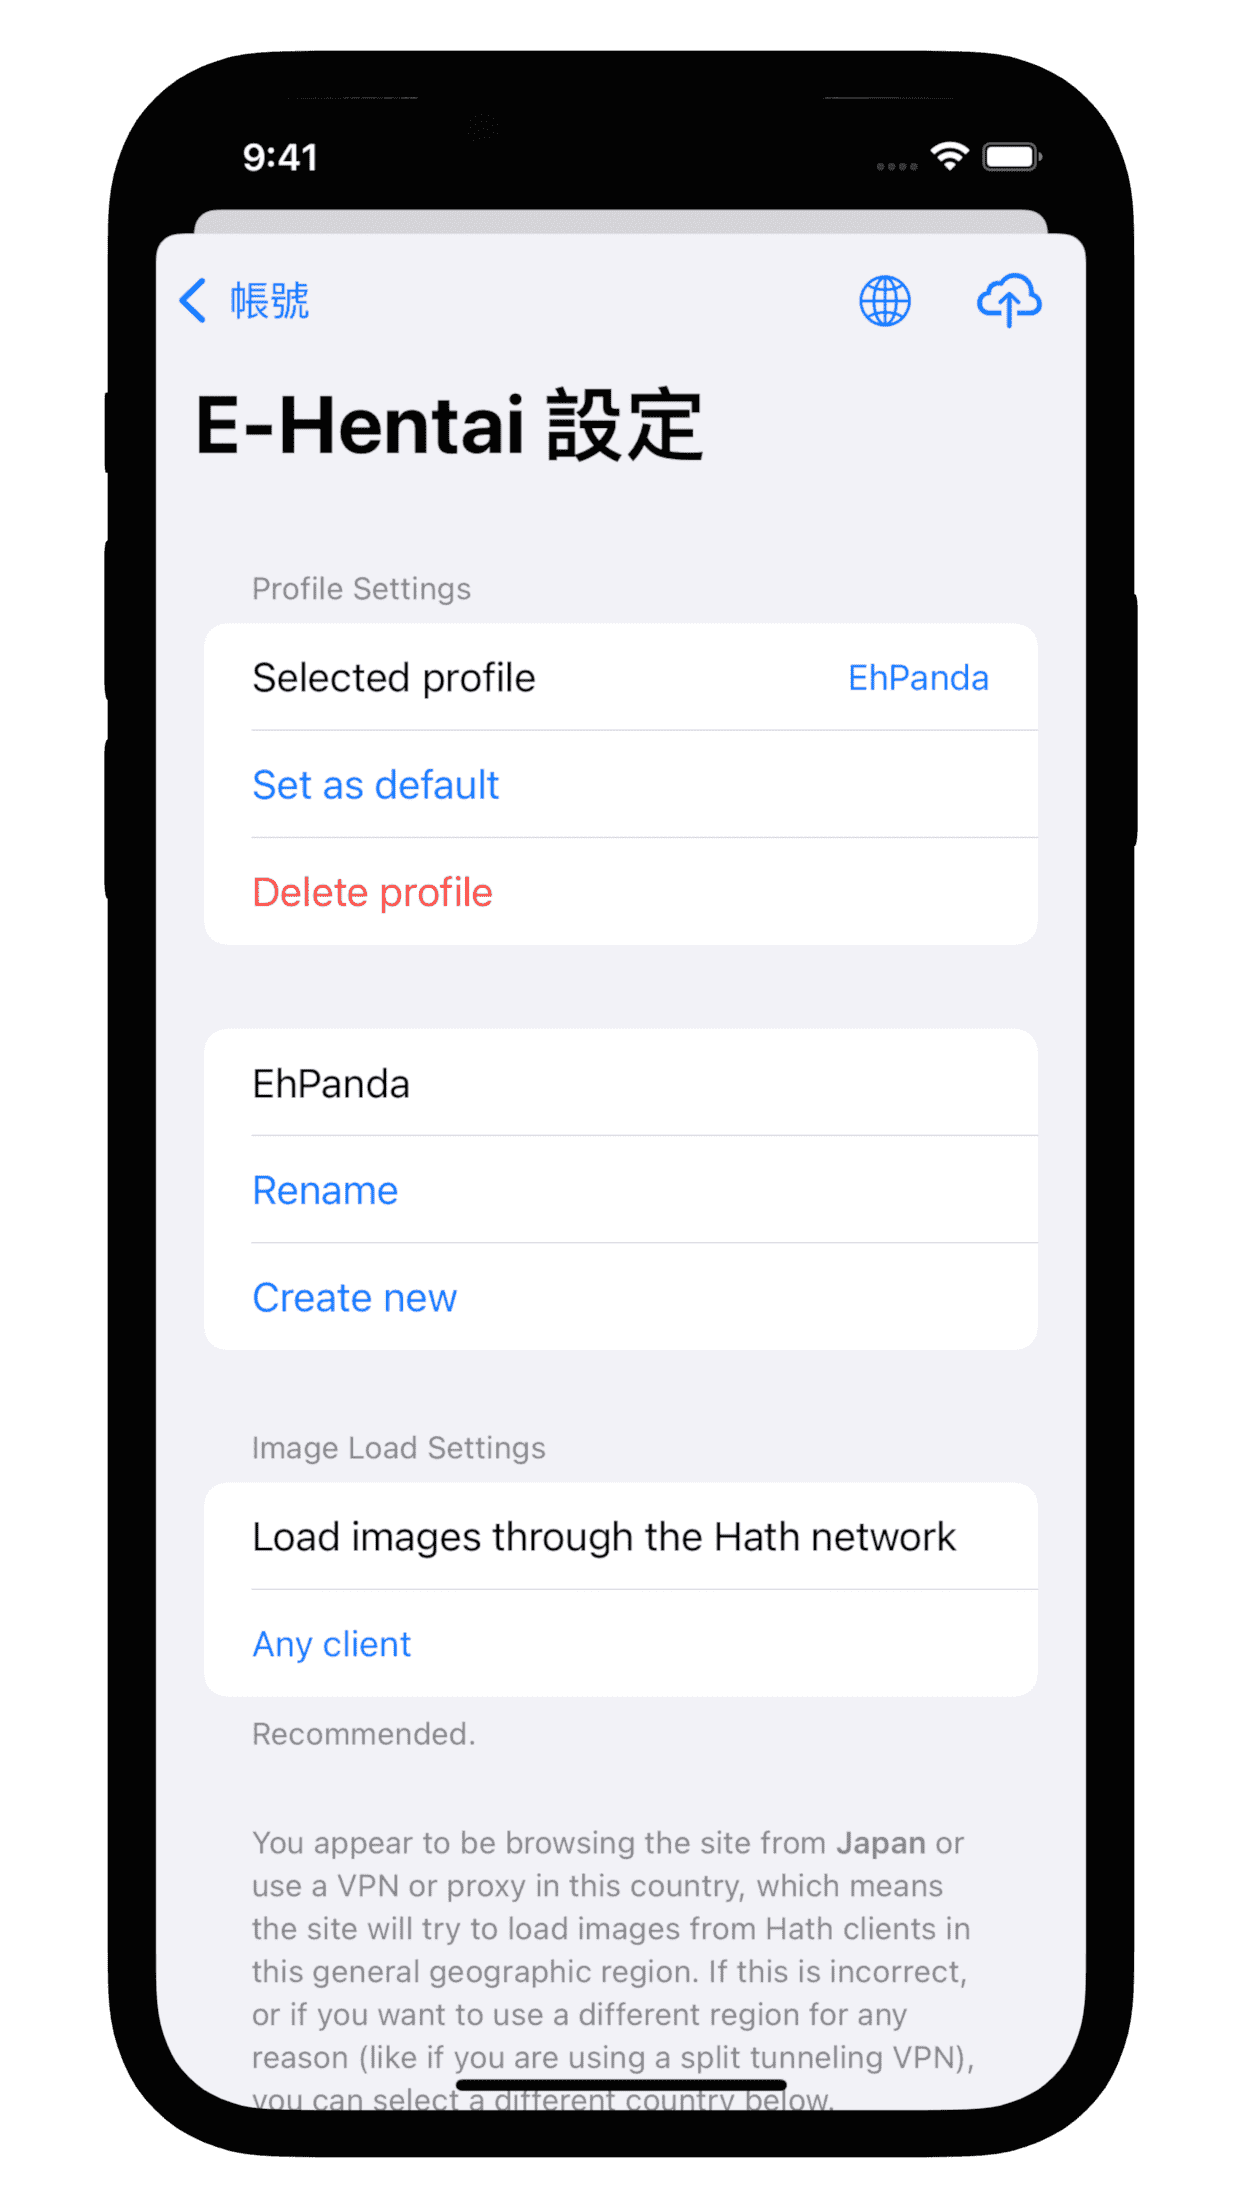 9:41
帳號
E-Hentai 設定
Profile Settings
Selected profile
EhPanda
Set as default
Delete profile
EhPanda
Rename
Create new
Image Load Settings
Load images through the Hath network
Any client
Recommended.
You appear to be browsing the site from Japan or
use a VPN or proxy in this country, which means
the site will try to load images from Hath clients in
this general geographic region. If this is incorrect,
or if you want to use a different region for any
reason (like if you are using a split tunneling VPN),
you can select a different country below.